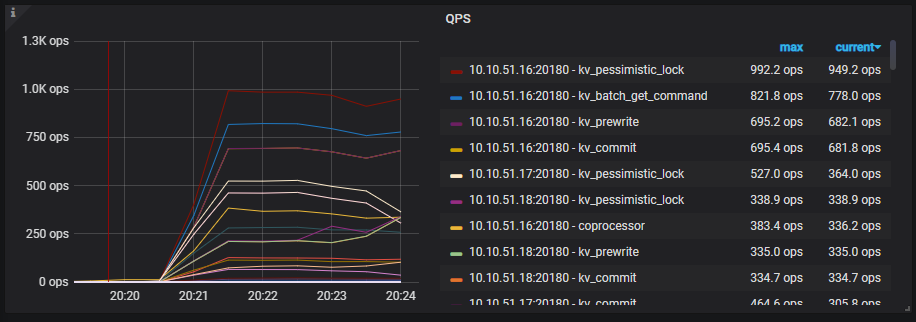 QPS
1.3K ops
1.0K ops
750 ops
500 ops
250 ops
0 ops
20:20 20:21 20:22 20:23 20:24
max current
10.10.51.16:20180 - kv_pessimistic_lock 992.2 ops 949.2 ops
10.10.51.16:20180 - kv_batch_get_command 821.8 ops 778.0 ops
10.10.51.16:20180 - kv_prewrite 695.2 ops 682.1 ops
10.10.51.16:20180 - kv_commit 695.4 ops 681.8 ops
10.10.51.17:20180 - kv_pessimistic_lock 527.0 ops 364.0 ops
10.10.51.18:20180 - kv_pessimistic_lock 338.9 ops 338.9 ops
10.10.51.16:20180 - coprocessor 383.4 ops 336.2 ops
10.10.51.18:20180 - kv_prewrite 335.0 ops 335.0 ops
10.10.51.18:20180 - kv_commit 334.7 ops 334.7 ops
10.10.51.17:20180 - kv_commit 464.6 ops 305.8 ops